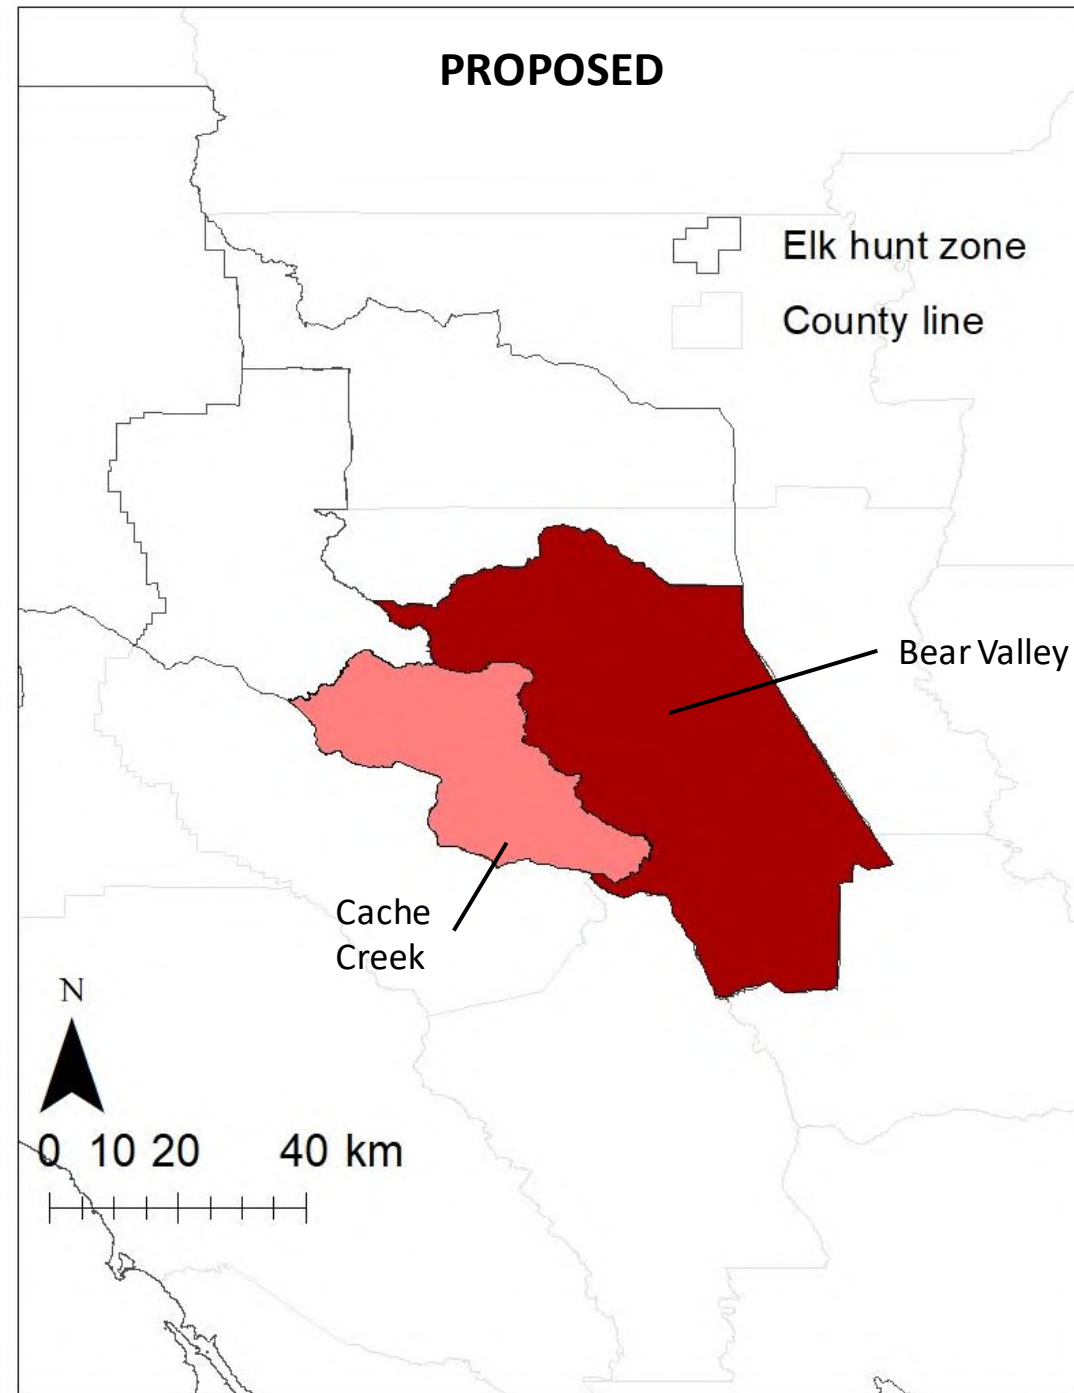 PROPOSED
Elk hunt zone
County line
Bear Valley
Cache
Creek
N
0 10 20 40 km